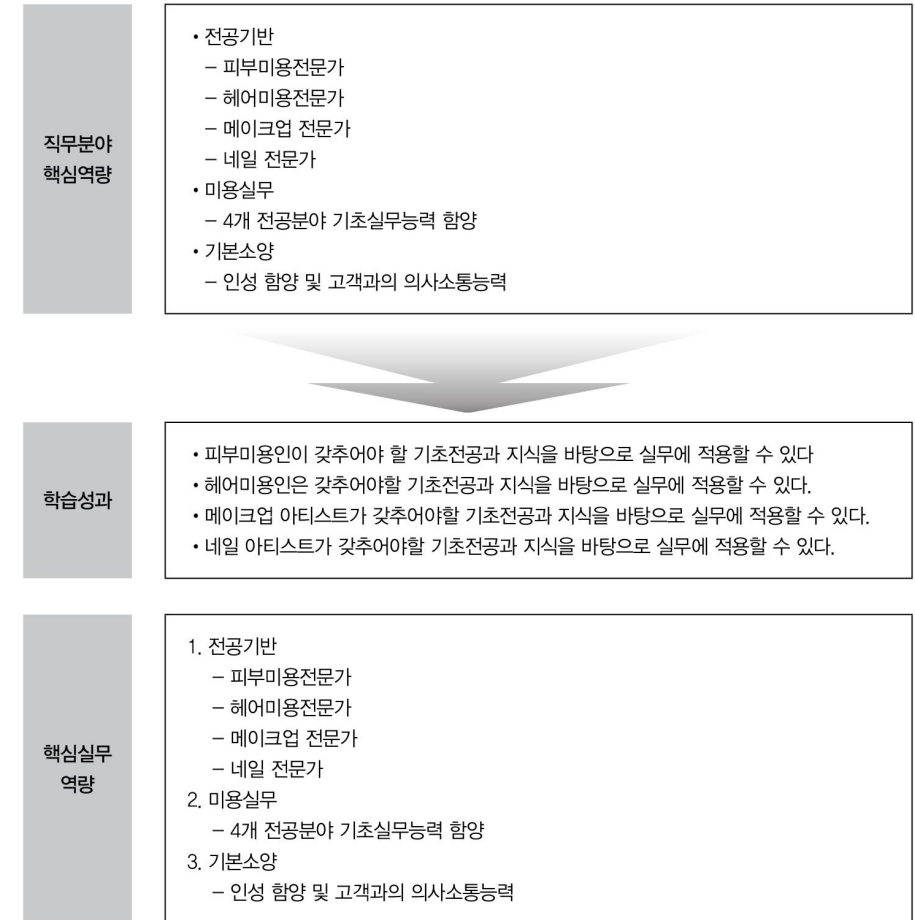 직무분야
핵심역량
• 전공기반
– 피부미용전문가
– 헤어미용전문가
– 메이크업 전문가
– 네일 전문가
• 미용실무
– 4개 전공분야 기초실무능력 함양
• 기본소양
– 인성 함양 및 고객과의 의사소통능력
학습성과
• 피부미용인이 갖추어야 할 기초전공과 지식을 바탕으로 실무에 적용할 수 있다
• 헤어미용인은 갖추어야할 기초전공과 지식을 바탕으로 실무에 적용할 수 있다.
• 메이크업 아티스트가 갖추어야할 기초전공과 지식을 바탕으로 실무에 적용할 수 있다.
• 네일 아티스트가 갖추어야할 기초전공과 지식을 바탕으로 실무에 적용할 수 있다.
핵심실무
역량
1. 전공기반
– 피부미용전문가
– 헤어미용전문가
– 메이크업 전문가
– 네일 전문가
2. 미용실무
– 4개 전공분야 기초실무능력 함양
3. 기본소양
– 인성 함양 및 고객과의 의사소통능력